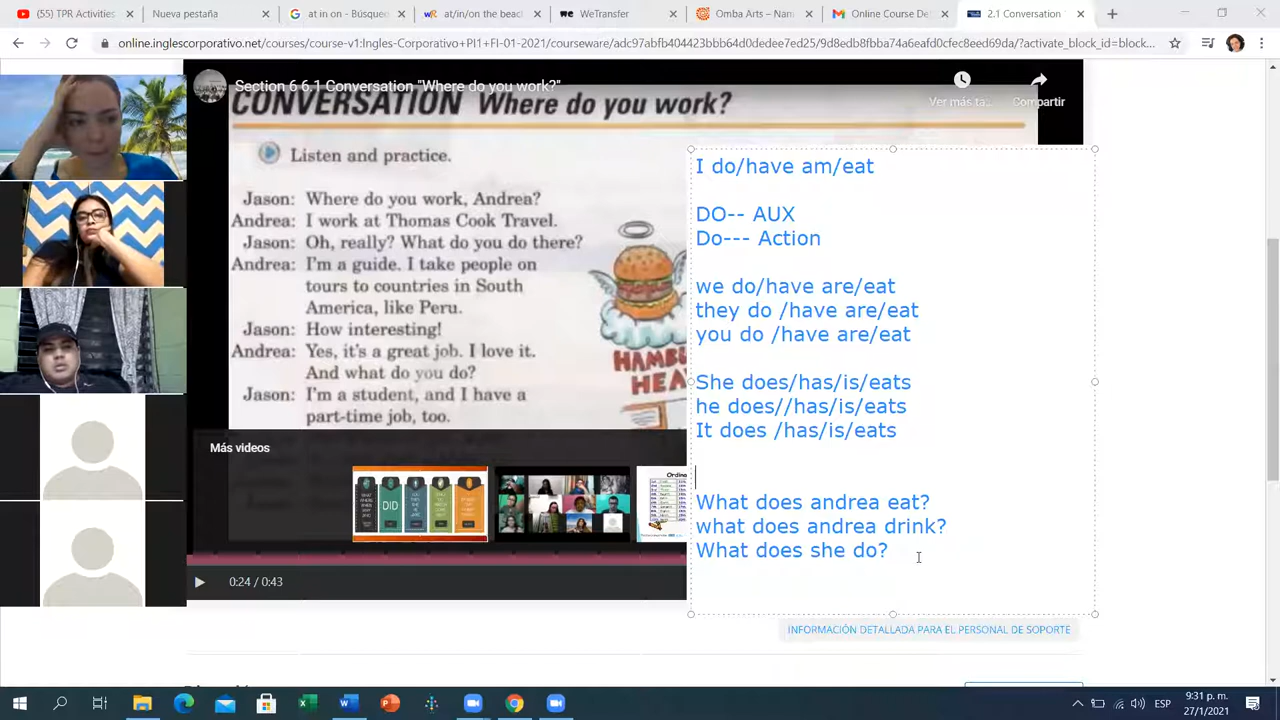 (55) TPR Activities
Nueva pestaña
at in on - Búsque
at/in/on the beac
WeTransfer
Omba Arts – Nan
Online Course De
2.1 Conversation
online.inglescorporativo.net/courses/course-v1:Ingles-Corporativo+PI1+FI-01-2021/courseware/adc97abfb404423bbb64d0dedee7ed25/9d8edb8fbba74a6eafd0cfec8eed69da/?activate_block_id=block...
Section 6 6.1 Conversation "Where do you work?"
Ver más ta...
Compartir
CONVERSATION Where do you work?
Listen and practice.
Jason: Where do you work, Andrea?
Andrea: I work at Thomas Cook Travel.
Jason: Oh, really? What do you do there?
Andrea: I'm a guide. I take people on
tours to countries in South
America, like Peru.
Jason: How interesting!
Andrea: Yes, it's a great job. I love it.
And what do you do?
Jason: I'm a student, and I have a
part-time job, too.
HAMBU
HEA
I do/have am/eat
DO-- AUX
Do--- Action
we do/have are/eat
they do /have are/eat
you do /have are/eat
She does/has/is/eats
he does//has/is/eats
It does /has/is/eats
What does andrea eat?
what does andrea drink?
What does she do?
Más videos
DID
Ordin
0:24 / 0:43
INFORMACIÓN DETALLADA PARA EL PERSONAL DE SOPORTE
ESP
9:31 p. m.
27/1/2021